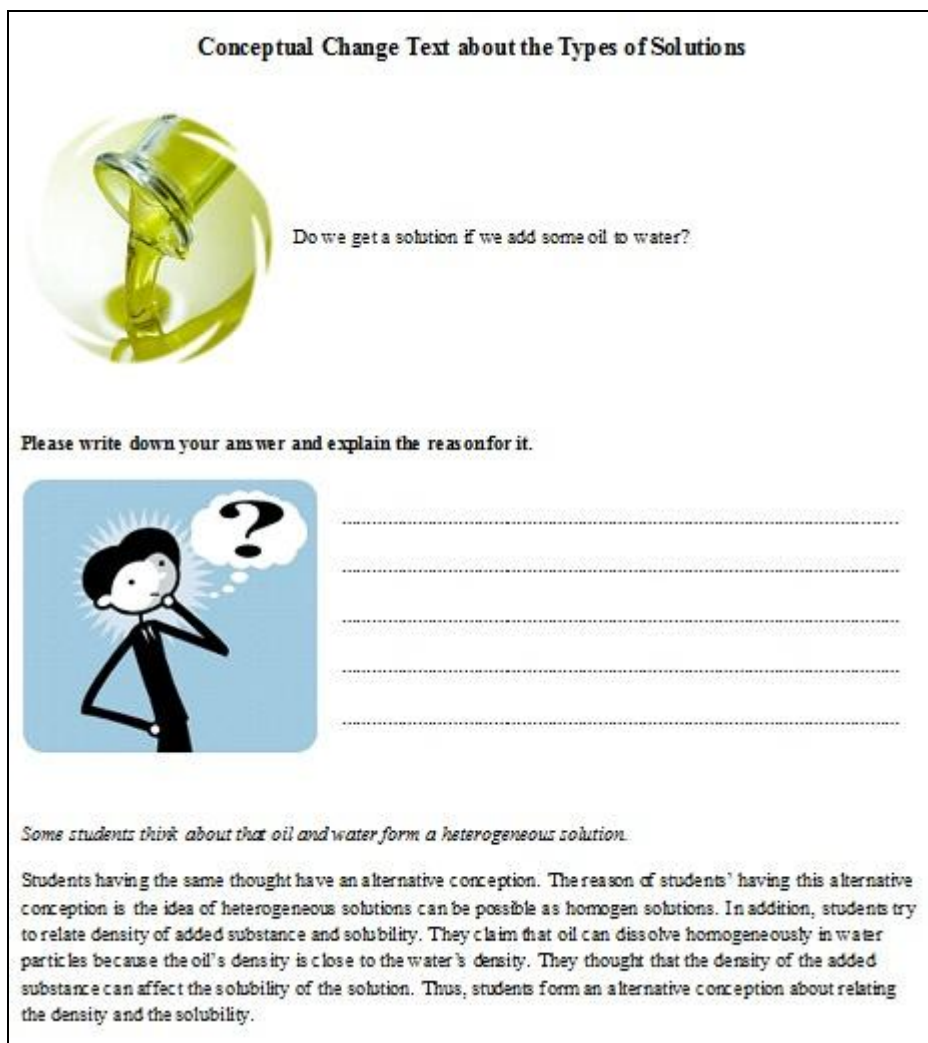 Conceptual Change Text about the Types of Solutions
Do we get a solution if we add some oil to water?
Please write down your answer and explain the reason for it.
?
Some students think about that oil and water form a heterogeneous solution.
Students having the same thought have an alternative conception. The reason of students’ having this alternative
conception is the idea of heterogeneous solutions can be possible as homogen solutions. In addition, students try
to relate density of added substance and solubility. They claim that oil can dissolve homogeneously in water
particles because the oil’s density is close to the water’s density. They thought that the density of the added
substance can affect the solubility of the solution. Thus, students form an alternative conception about relating
the density and the solubility.